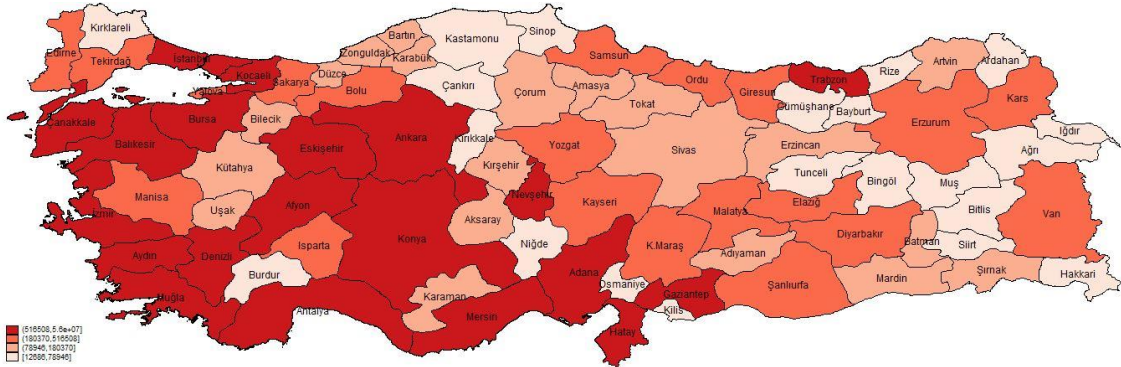 Kırklareli
Edirne
Tekirdağ
İstanbul
Kocaeli
Yalova
Sakarya
Düzce
Bolu
Zonguldak
Bartın
Karabük
Kastamonu
Sinop
Çankırı
Samsun
Çorum
Amasya
Tokat
Ordu
Giresun
Trabzon
Gümüşhane
Bayburt
Rize
Artvin
Ardahan
Kars
Iğdır
Ağrı
Erzurum
Erzincan
Çanakkale
Balıkesir
Bursa
Bilecik
Eskişehir
Ankara
Kırıkkale
Kırşehir
Yozgat
Sivas
Tunceli
Bingöl
Muş
Bitlis
Van
Kütahya
Manisa
Uşak
Afyon
İzmir
Aydın
Denizli
Isparta
Burdur
Muğla
Antalya
Konya
Aksaray
Nevşehir
Niğde
Kayseri
Karaman
Mersin
Adana
Osmaniye
Hatay
K.Maraş
Gaziantep
Kilis
Malatya
Elazığ
Adıyaman
Diyarbakır
Şanlıurfa
Mardin
Batman
Siirt
Şırnak
Hakkari
(516508,5.6e+07]
(180370,516508]
(78946,180370]
[12686,78946]